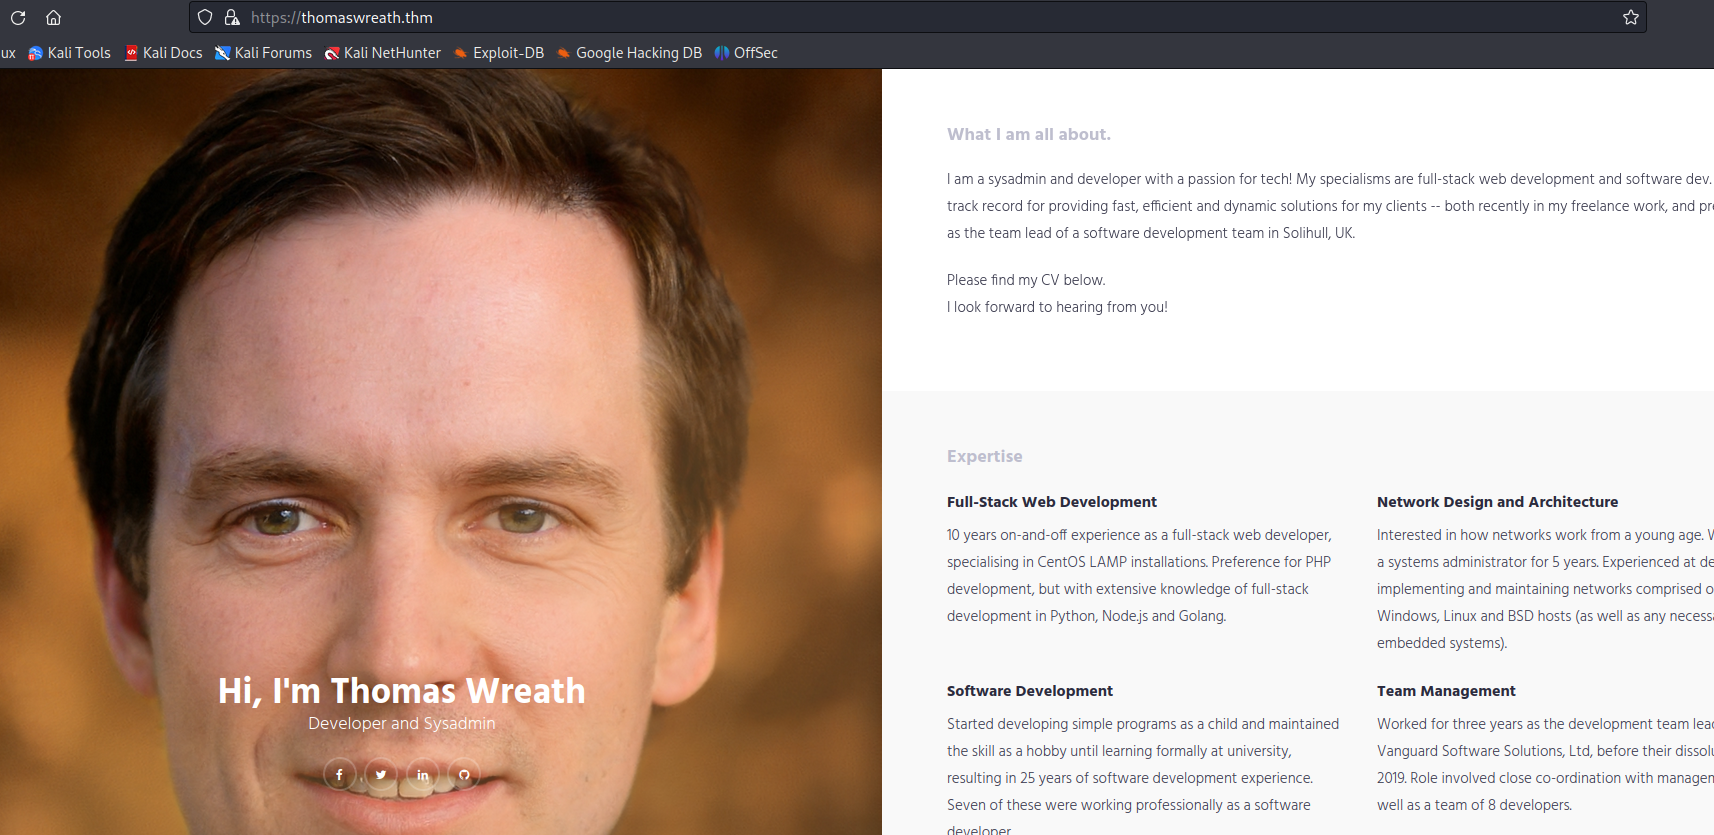 https://thomaswreath.thm
ux Kali Tools Kali Docs Kali Forums Kali NetHunter Exploit-DB Google Hacking DB OffSec
Hi, I'm Thomas Wreath
Developer and Sysadmin
What I am all about.
I am a sysadmin and developer with a passion for tech! My specialisms are full-stack web development and software dev.
track record for providing fast, efficient and dynamic solutions for my clients -- both recently in my freelance work, and pr
as the team lead of a software development team in Solihull, UK.
Please find my CV below.
I look forward to hearing from you!
Expertise
Full-Stack Web Development
10 years on-and-off experience as a full-stack web developer,
specialising in CentOS LAMP installations. Preference for PHP
development, but with extensive knowledge of full-stack
development in Python, Node.js and Golang.
Network Design and Architecture
Interested in how networks work from a young age. W
a systems administrator for 5 years. Experienced at de
implementing and maintaining networks comprised o
Windows, Linux and BSD hosts (as well as any necess
embedded systems).
Software Development
Started developing simple programs as a child and maintained
the skill as a hobby until learning formally at university,
resulting in 25 years of software development experience.
Seven of these were working professionally as a software
developer
Team Management
Worked for three years as the development team lea
Vanguard Software Solutions, Ltd, before their dissolu
2019. Role involved close co-ordination with managem
well as a team of 8 developers.